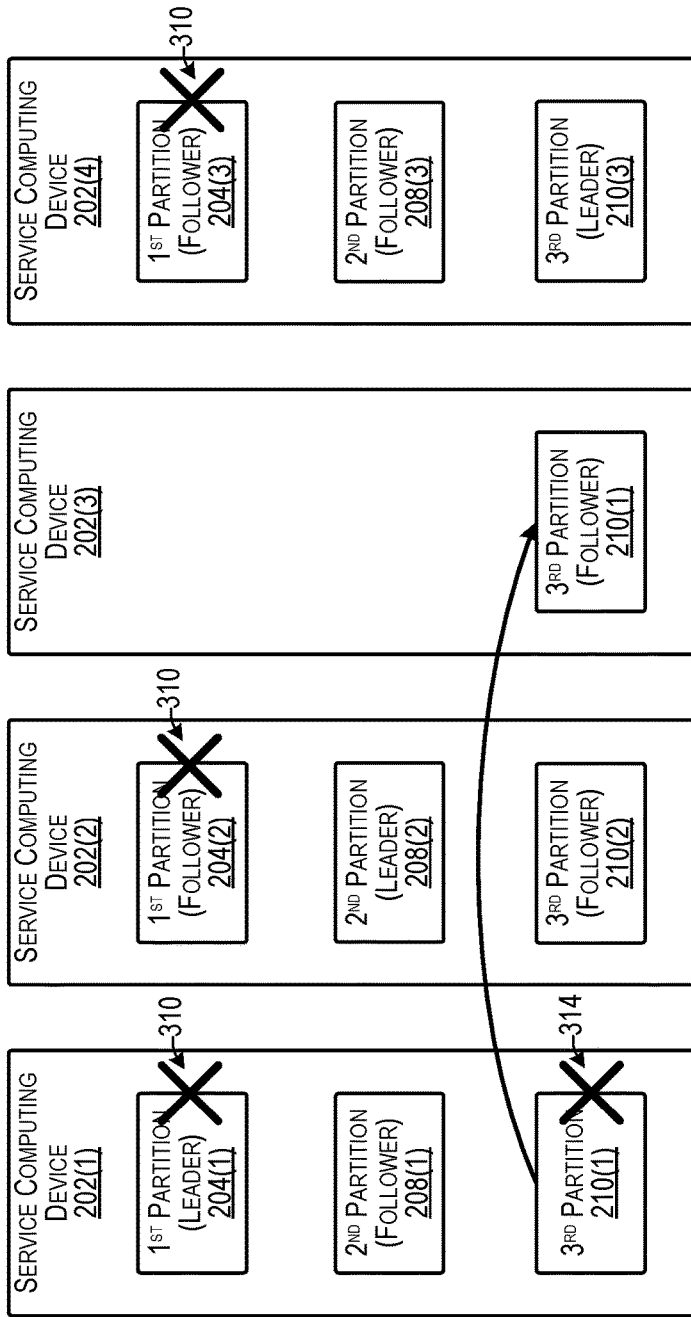 SERVICE COMPUTING
DEVICE
202(1)
1ST PARTITION
(LEADER)
204(1)
310
2ND PARTITION
(FOLLOWER)
208(1)
3RD PARTITION
210(1)
314
SERVICE COMPUTING
DEVICE
202(2)
1ST PARTITION
(FOLLOWER)
204(2)
310
2ND PARTITION
(LEADER)
208(2)
3RD PARTITION
(FOLLOWER)
210(2)
SERVICE COMPUTING
DEVICE
202(3)
3RD PARTITION
(FOLLOWER)
210(1)
SERVICE COMPUTING
DEVICE
202(4)
1ST PARTITION
(FOLLOWER)
204(3)
310
2ND PARTITION
(FOLLOWER)
208(3)
3RD PARTITION
(LEADER)
210(3)